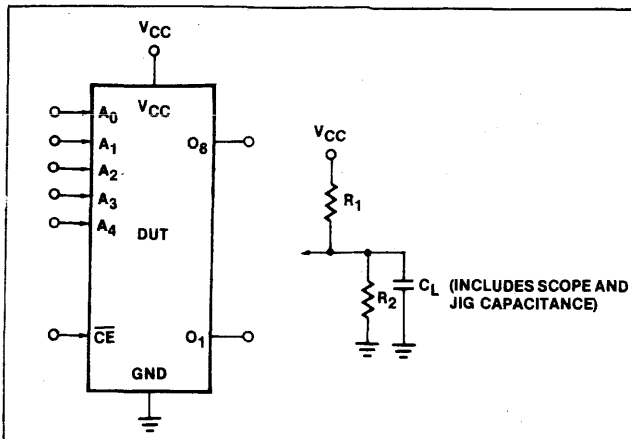 VCC
VCC
A0
A1
A2
A3
A4
DUT
O8
CE
O1
GND
VCC
R1
R2
CL (INCLUDES SCOPE AND
JIG CAPACITANCE)